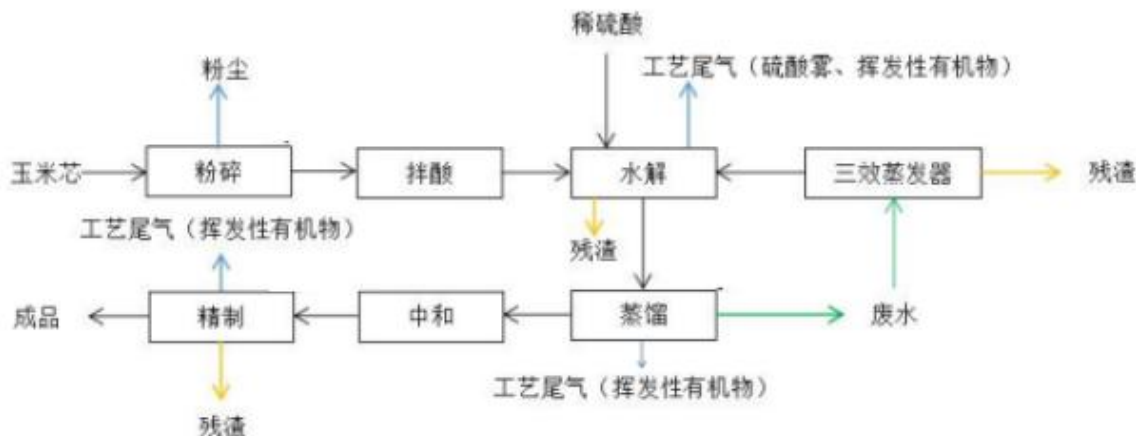 稀硫酸
粉尘
工艺尾气（硫酸雾、挥发性有机物）
玉米芯
粉碎
拌酸
水解
三效蒸发器
残渣
工艺尾气（挥发性有机物）
残渣
成品
精制
中和
蒸馏
废水
工艺尾气（挥发性有机物）
残渣